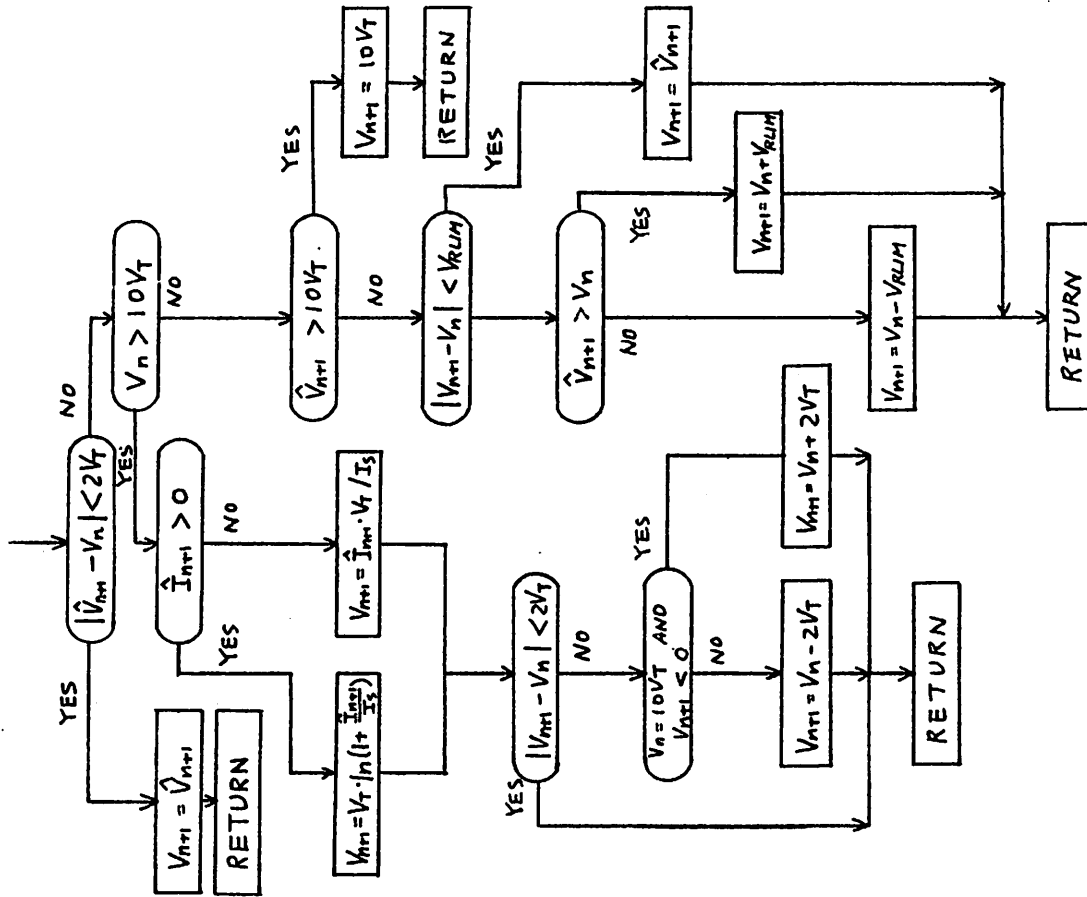 |V̂n+1 − Vn| < 2VT
YES
NO
Vn+1 = V̂n+1
RETURN
Vn > 10VT
YES
NO
În+1 > 0
YES
NO
Vn+1 = VT · ln(1 + În+1/Is)
Vn+1 = În+1 · VT / Is
|Vn+1 − Vn| < 2VT
YES
NO
Vn = 10VT AND
Vn+1 < 0
YES
NO
Vn+1 = Vn − 2VT
Vn+1 = Vn + 2VT
RETURN
V̂n+1 > 10VT
YES
NO
Vn+1 = 10VT
RETURN
|Vn+1 − Vn| < VRLIM
YES
V̂n+1 > Vn
YES
NO
Vn+1 = V̂n+1
Vn+1 = Vn + VRLIM
Vn+1 = Vn − VRLIM
RETURN